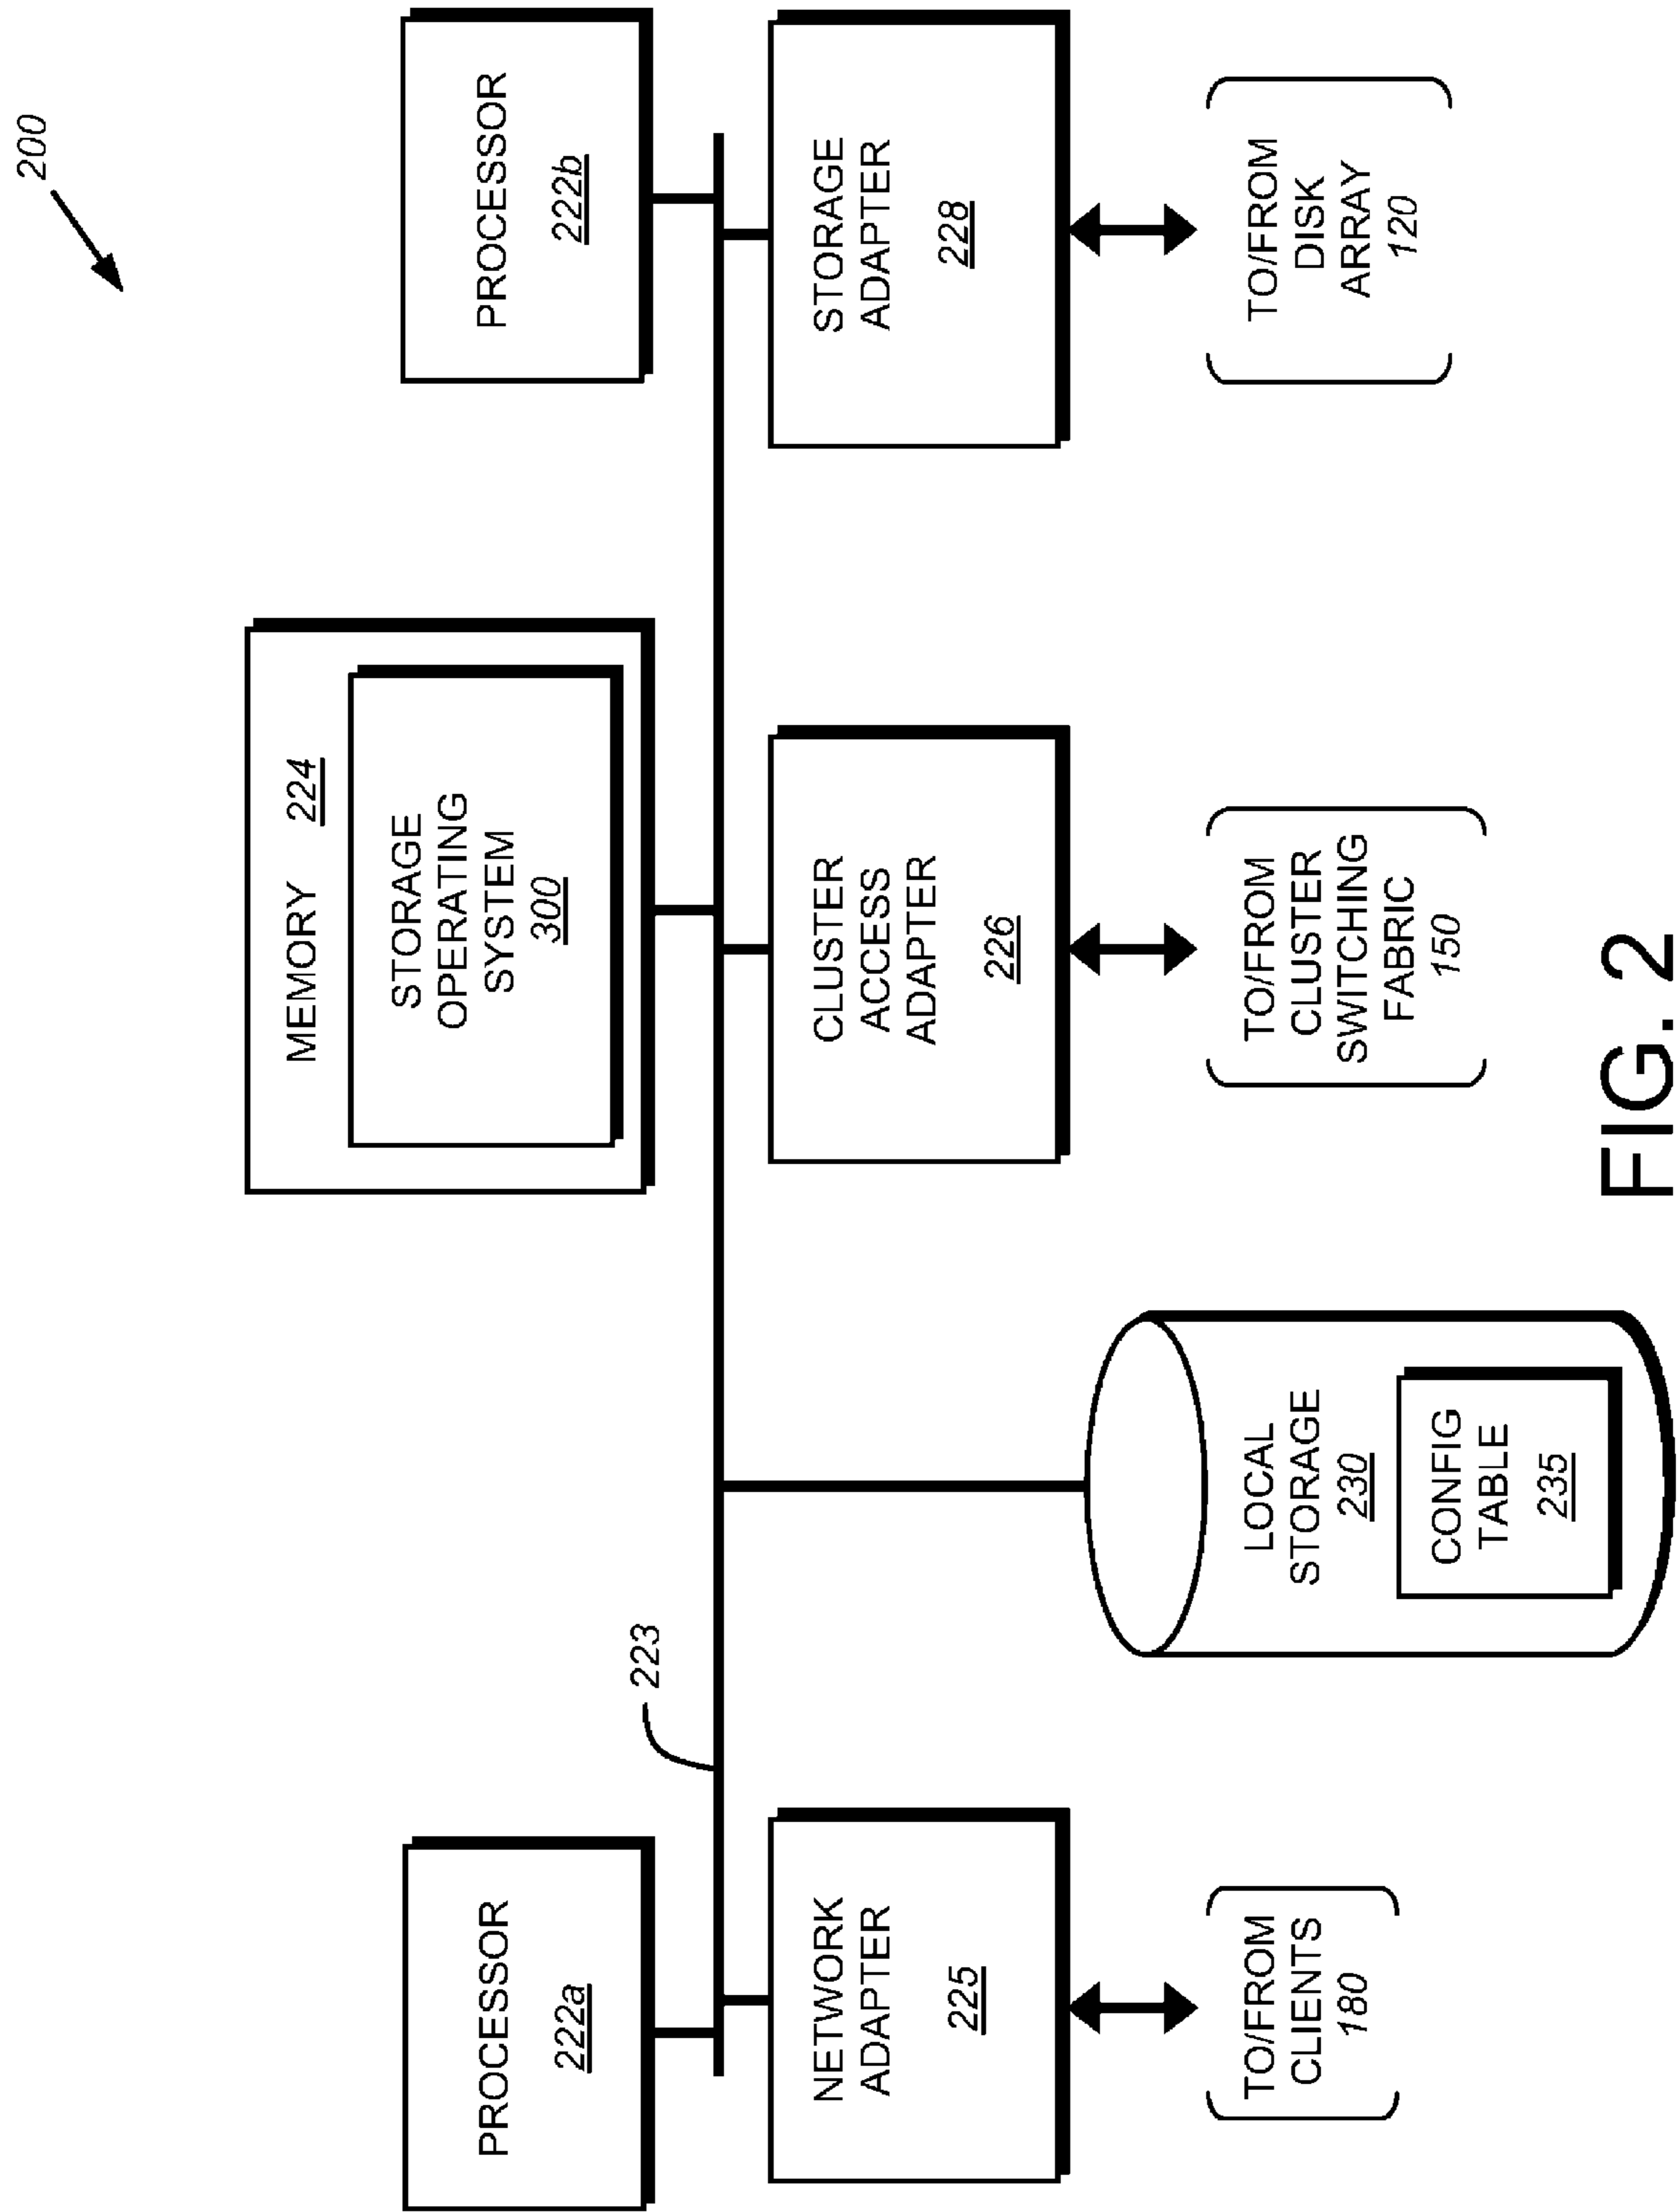 200
PROCESSOR
222a
MEMORY 224
STORAGE
OPERATING
SYSTEM
300
PROCESSOR
222b
223
NETWORK
ADAPTER
225
CLUSTER
ACCESS
ADAPTER
226
STORAGE
ADAPTER
228
LOCAL
STORAGE
230
CONFIG
TABLE
235
TO/FROM
CLIENTS
180
TO/FROM
CLUSTER
SWITCHING
FABRIC
150
TO/FROM
DISK
ARRAY
120
FIG. 2